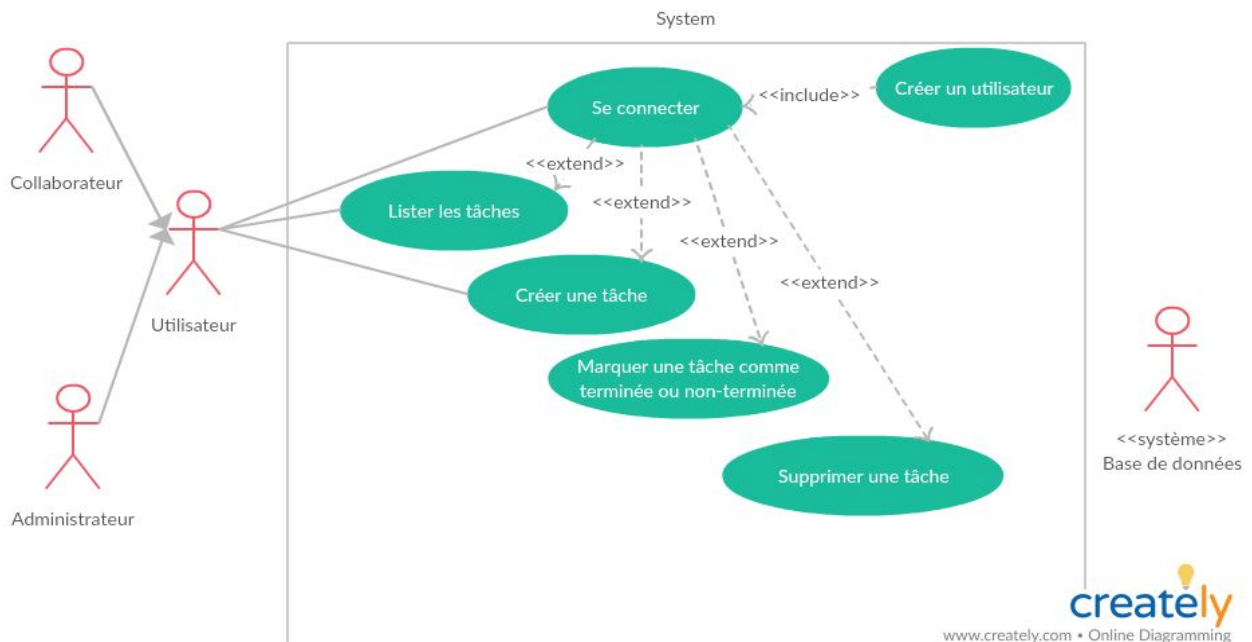 System
Créer un utilisateur
<<include>>
Se connecter
Collaborateur
<<extend>>
Lister les tâches
<<extend>>
<<extend>>
<<extend>>
Créer une tâche
Utilisateur
Marquer une tâche comme
terminée ou non-terminée
<<système>>
Base de données
Supprimer une tâche
Administrateur
creately
www.creately.com • Online Diagramming